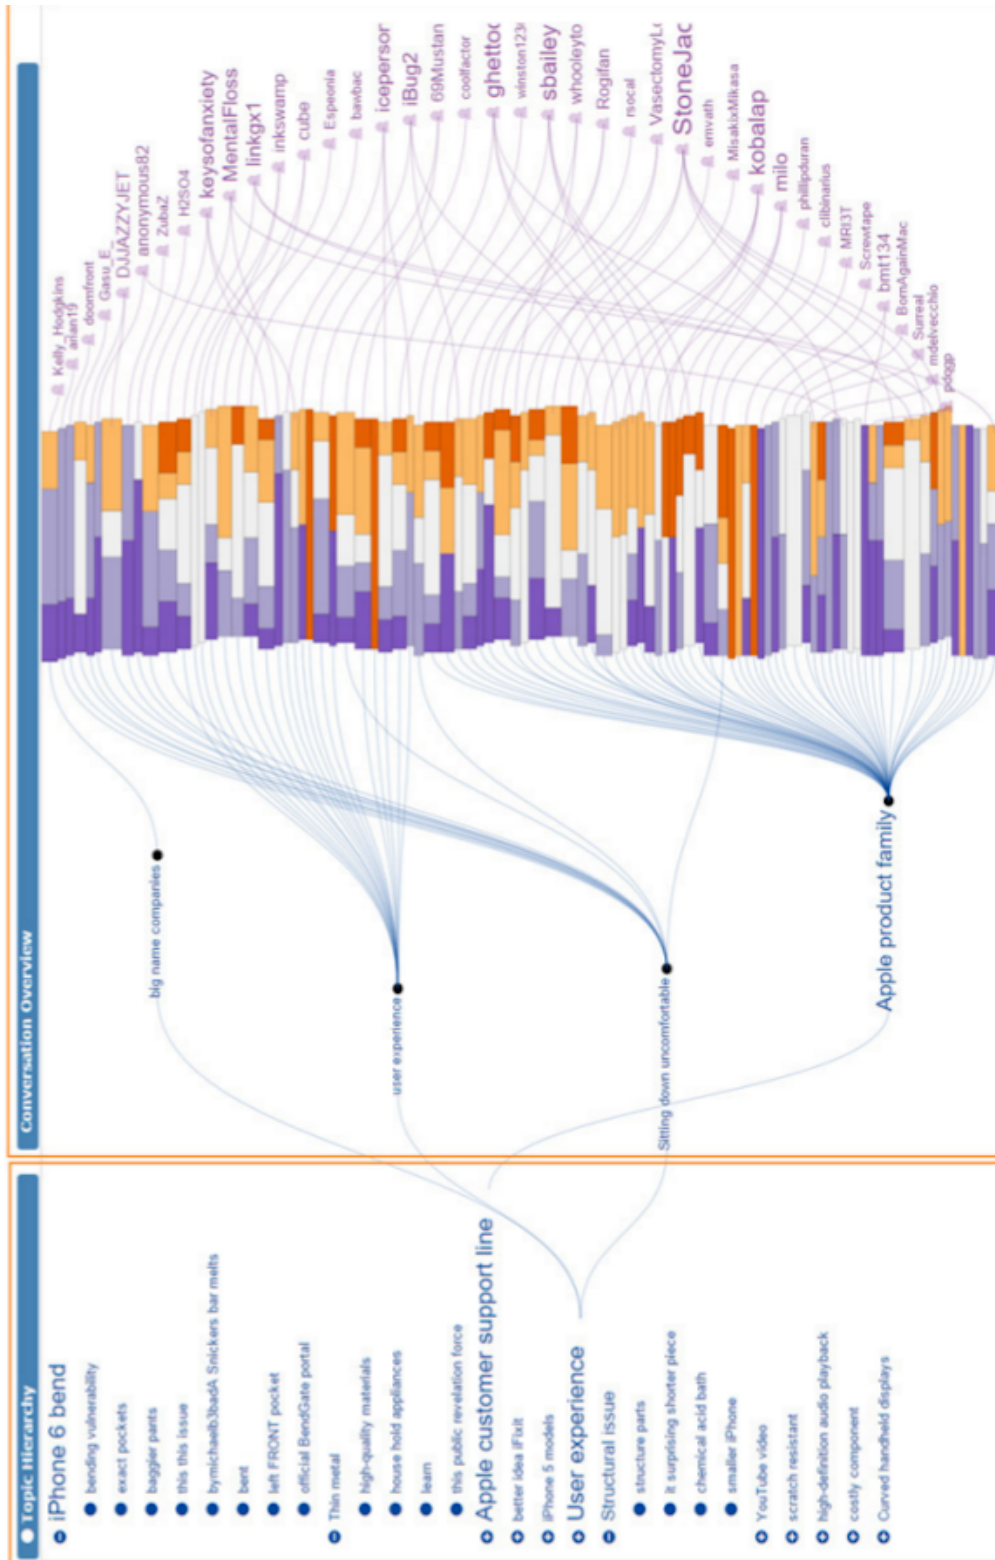 Topic Hierarchy
iPhone 6 bend
bending vulnerability
exact pockets
baggier pants
this this issue
bymichaelb3badA Snickers bar melts
bent
left FRONT pocket
official BendGate portal
Thin metal
high-quality materials
house hold appliances
learn
this public revelation force
Apple customer support line
better idea iFixit
iPhone 5 models
User experience
Structural issue
structure parts
it surprising shorter piece
chemical acid bath
smaller iPhone
YouTube video
scratch resistant
high-definition audio playback
costly component
Curved handheld displays
Conversation Overview
big name companies
user experience
Sitting down uncomfortable
Apple product family
Kelly_Hodgkins
arian19
doomfront
Gasu_E_
DJJAZZYJET
anonymous82
ZubaZ
H2SO4
keysofanxiety
MentalFloss
linkgx1
inkswamp
cube
Espeonia
bawbac
iceperson
iBug2
69Mustan
coolfactor
ghettoc
winston123
sbailey
whooleyto
Rogifan
rsocal
VasectomyL
StoneJac
emvath
MisakixMikasa
kobalap
milo
phillipduran
clibinarius
MRI3T
Screwtape
bmt134
BornAgainMac
Surreal
mdelvecchio
pdqgp